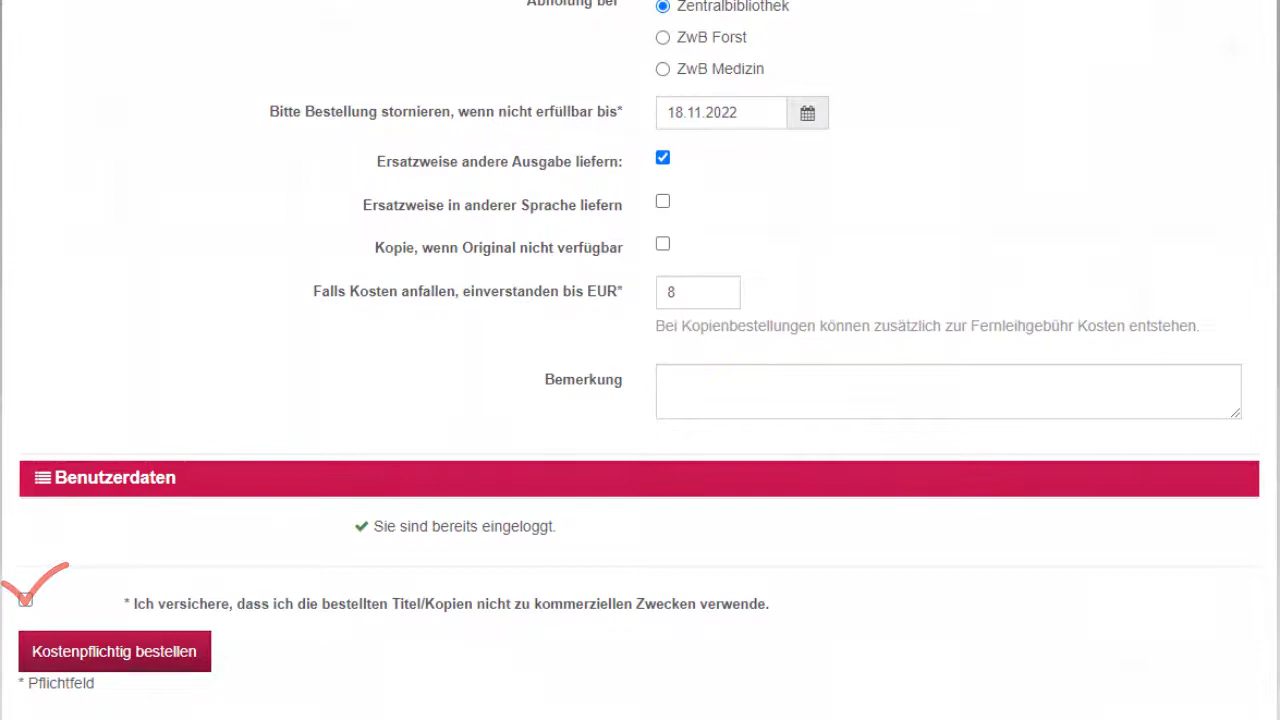 Abholung bei
Zentralbibliothek
ZwB Forst
ZwB Medizin
Bitte Bestellung stornieren, wenn nicht erfüllbar bis*
18.11.2022
Ersatzweise andere Ausgabe liefern:
Ersatzweise in anderer Sprache liefern
Kopie, wenn Original nicht verfügbar
Falls Kosten anfallen, einverstanden bis EUR*
8
Bei Kopienbestellungen können zusätzlich zur Fernleihgebühr Kosten entstehen.
Bemerkung
Benutzerdaten
Sie sind bereits eingeloggt.
* Ich versichere, dass ich die bestellten Titel/Kopien nicht zu kommerziellen Zwecken verwende.
Kostenpflichtig bestellen
* Pflichtfeld